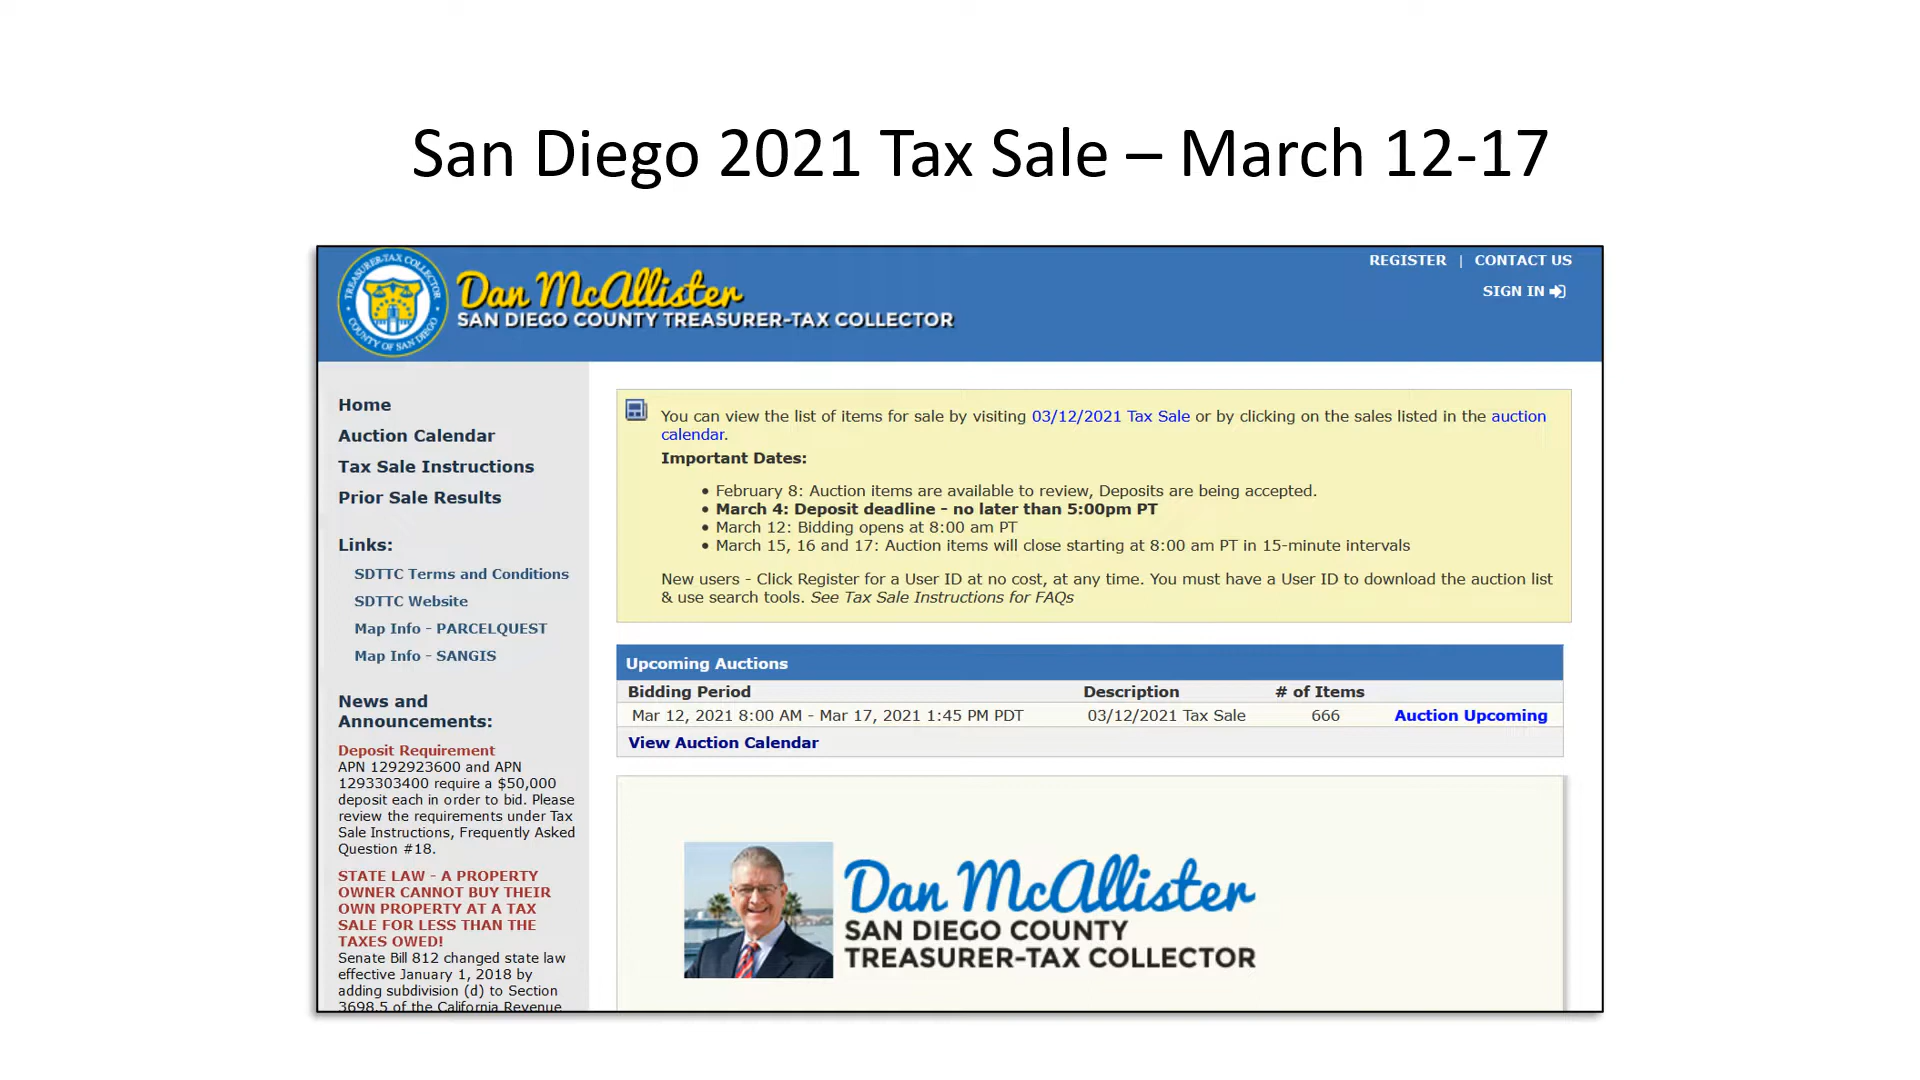 San Diego 2021 Tax Sale – March 12-17
TREASURER-TAX COLLECTOR
COUNTY OF SAN DIEGO
Dan McAllister
SAN DIEGO COUNTY TREASURER-TAX COLLECTOR
REGISTER | CONTACT US
SIGN IN
Home
Auction Calendar
Tax Sale Instructions
Prior Sale Results
Links:
SDTTC Terms and Conditions
SDTTC Website
Map Info - PARCELQUEST
Map Info - SANGIS
News and
Announcements:
Deposit Requirement
APN 1292923600 and APN
1293303400 require a $50,000
deposit each in order to bid. Please
review the requirements under Tax
Sale Instructions, Frequently Asked
Question #18.
STATE LAW - A PROPERTY
OWNER CANNOT BUY THEIR
OWN PROPERTY AT A TAX
SALE FOR LESS THAN THE
TAXES OWED!
Senate Bill 812 changed state law
effective January 1, 2018 by
adding subdivision (d) to Section
3698.5 of the California Revenue
You can view the list of items for sale by visiting 03/12/2021 Tax Sale or by clicking on the sales listed in the auction
calendar.
Important Dates:
• February 8: Auction items are available to review, Deposits are being accepted.
• March 4: Deposit deadline - no later than 5:00pm PT
• March 12: Bidding opens at 8:00 am PT
• March 15, 16 and 17: Auction items will close starting at 8:00 am PT in 15-minute intervals
New users - Click Register for a User ID at no cost, at any time. You must have a User ID to download the auction list
& use search tools. See Tax Sale Instructions for FAQs
Upcoming Auctions
Bidding Period Description # of Items
Mar 12, 2021 8:00 AM - Mar 17, 2021 1:45 PM PDT 03/12/2021 Tax Sale 666 Auction Upcoming
View Auction Calendar
Dan McAllister
SAN DIEGO COUNTY
TREASURER-TAX COLLECTOR